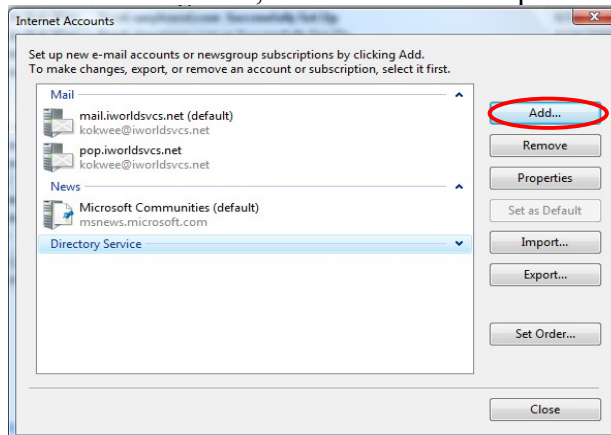 Internet Accounts
Set up new e-mail accounts or newsgroup subscriptions by clicking Add.
To make changes, export, or remove an account or subscription, select it first.
Mail
mail.iworldsvcs.net (default)
kokwee@iworldsvcs.net
pop.iworldsvcs.net
kokwee@iworldsvcs.net
News
Microsoft Communities (default)
msnews.microsoft.com
Directory Service
Add...
Remove
Properties
Set as Default
Import...
Export...
Set Order...
Close